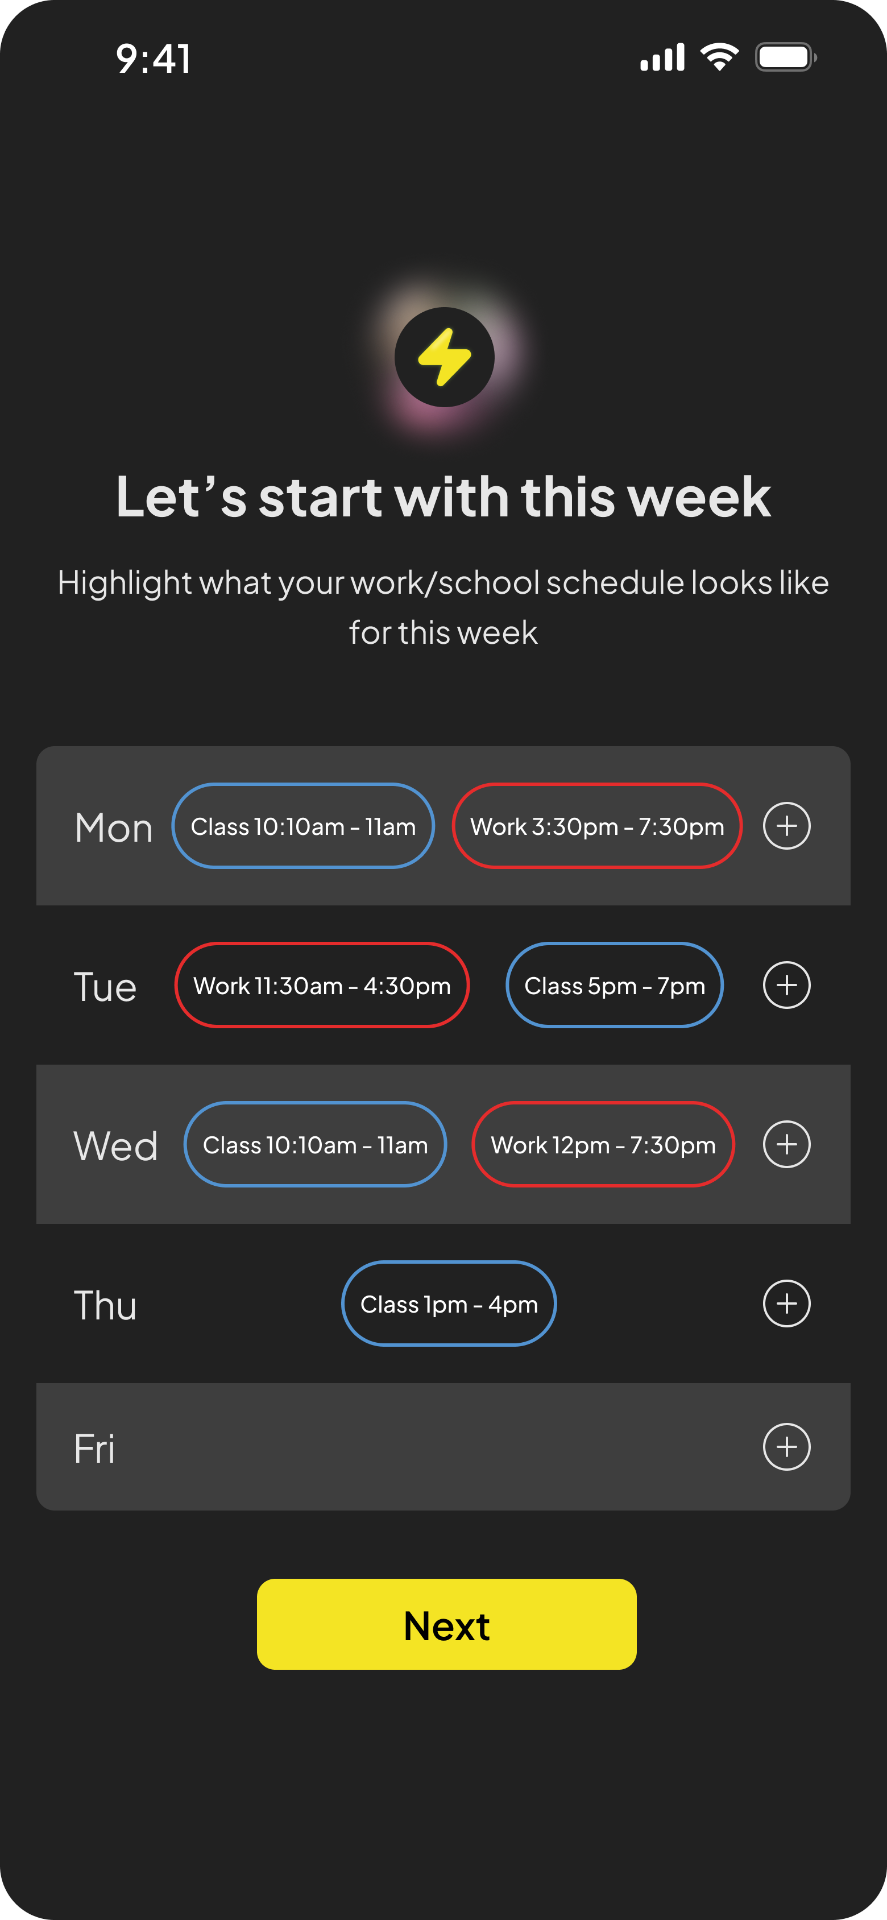 9:41
Let’s start with this week
Highlight what your work/school schedule looks like
for this week
Mon Class 10:10am - 11am Work 3:30pm - 7:30pm
Tue Work 11:30am - 4:30pm Class 5pm - 7pm
Wed Class 10:10am - 11am Work 12pm - 7:30pm
Thu Class 1pm - 4pm
Fri
Next